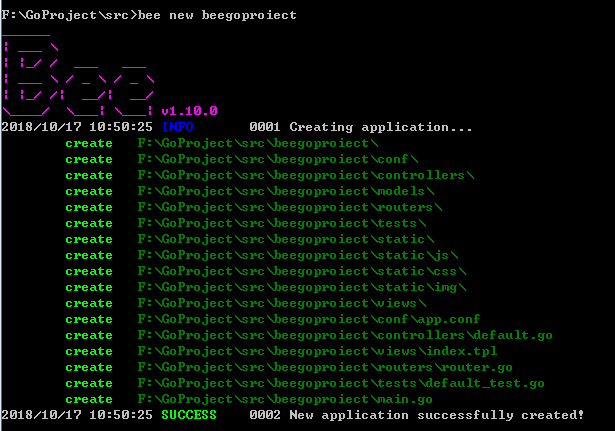 F:\GoProject\src>bee new beegoproiect
v1.10.0
2018/10/17 10:50:25 INFO 0001 Creating application...
create F:\GoProject\src\beegoproiect\
create F:\GoProject\src\beegoproiect\conf\
create F:\GoProject\src\beegoproiect\controllers\
create F:\GoProject\src\beegoproiect\models\
create F:\GoProject\src\beegoproiect\routers\
create F:\GoProject\src\beegoproiect\tests\
create F:\GoProject\src\beegoproiect\static\
create F:\GoProject\src\beegoproiect\static\js\
create F:\GoProject\src\beegoproiect\static\css\
create F:\GoProject\src\beegoproiect\static\img\
create F:\GoProject\src\beegoproiect\views\
create F:\GoProject\src\beegoproiect\conf\app.conf
create F:\GoProject\src\beegoproiect\controllers\default.go
create F:\GoProject\src\beegoproiect\views\index.tpl
create F:\GoProject\src\beegoproiect\routers\router.go
create F:\GoProject\src\beegoproiect\tests\default_test.go
create F:\GoProject\src\beegoproiect\main.go
2018/10/17 10:50:25 SUCCESS 0002 New application successfully created!